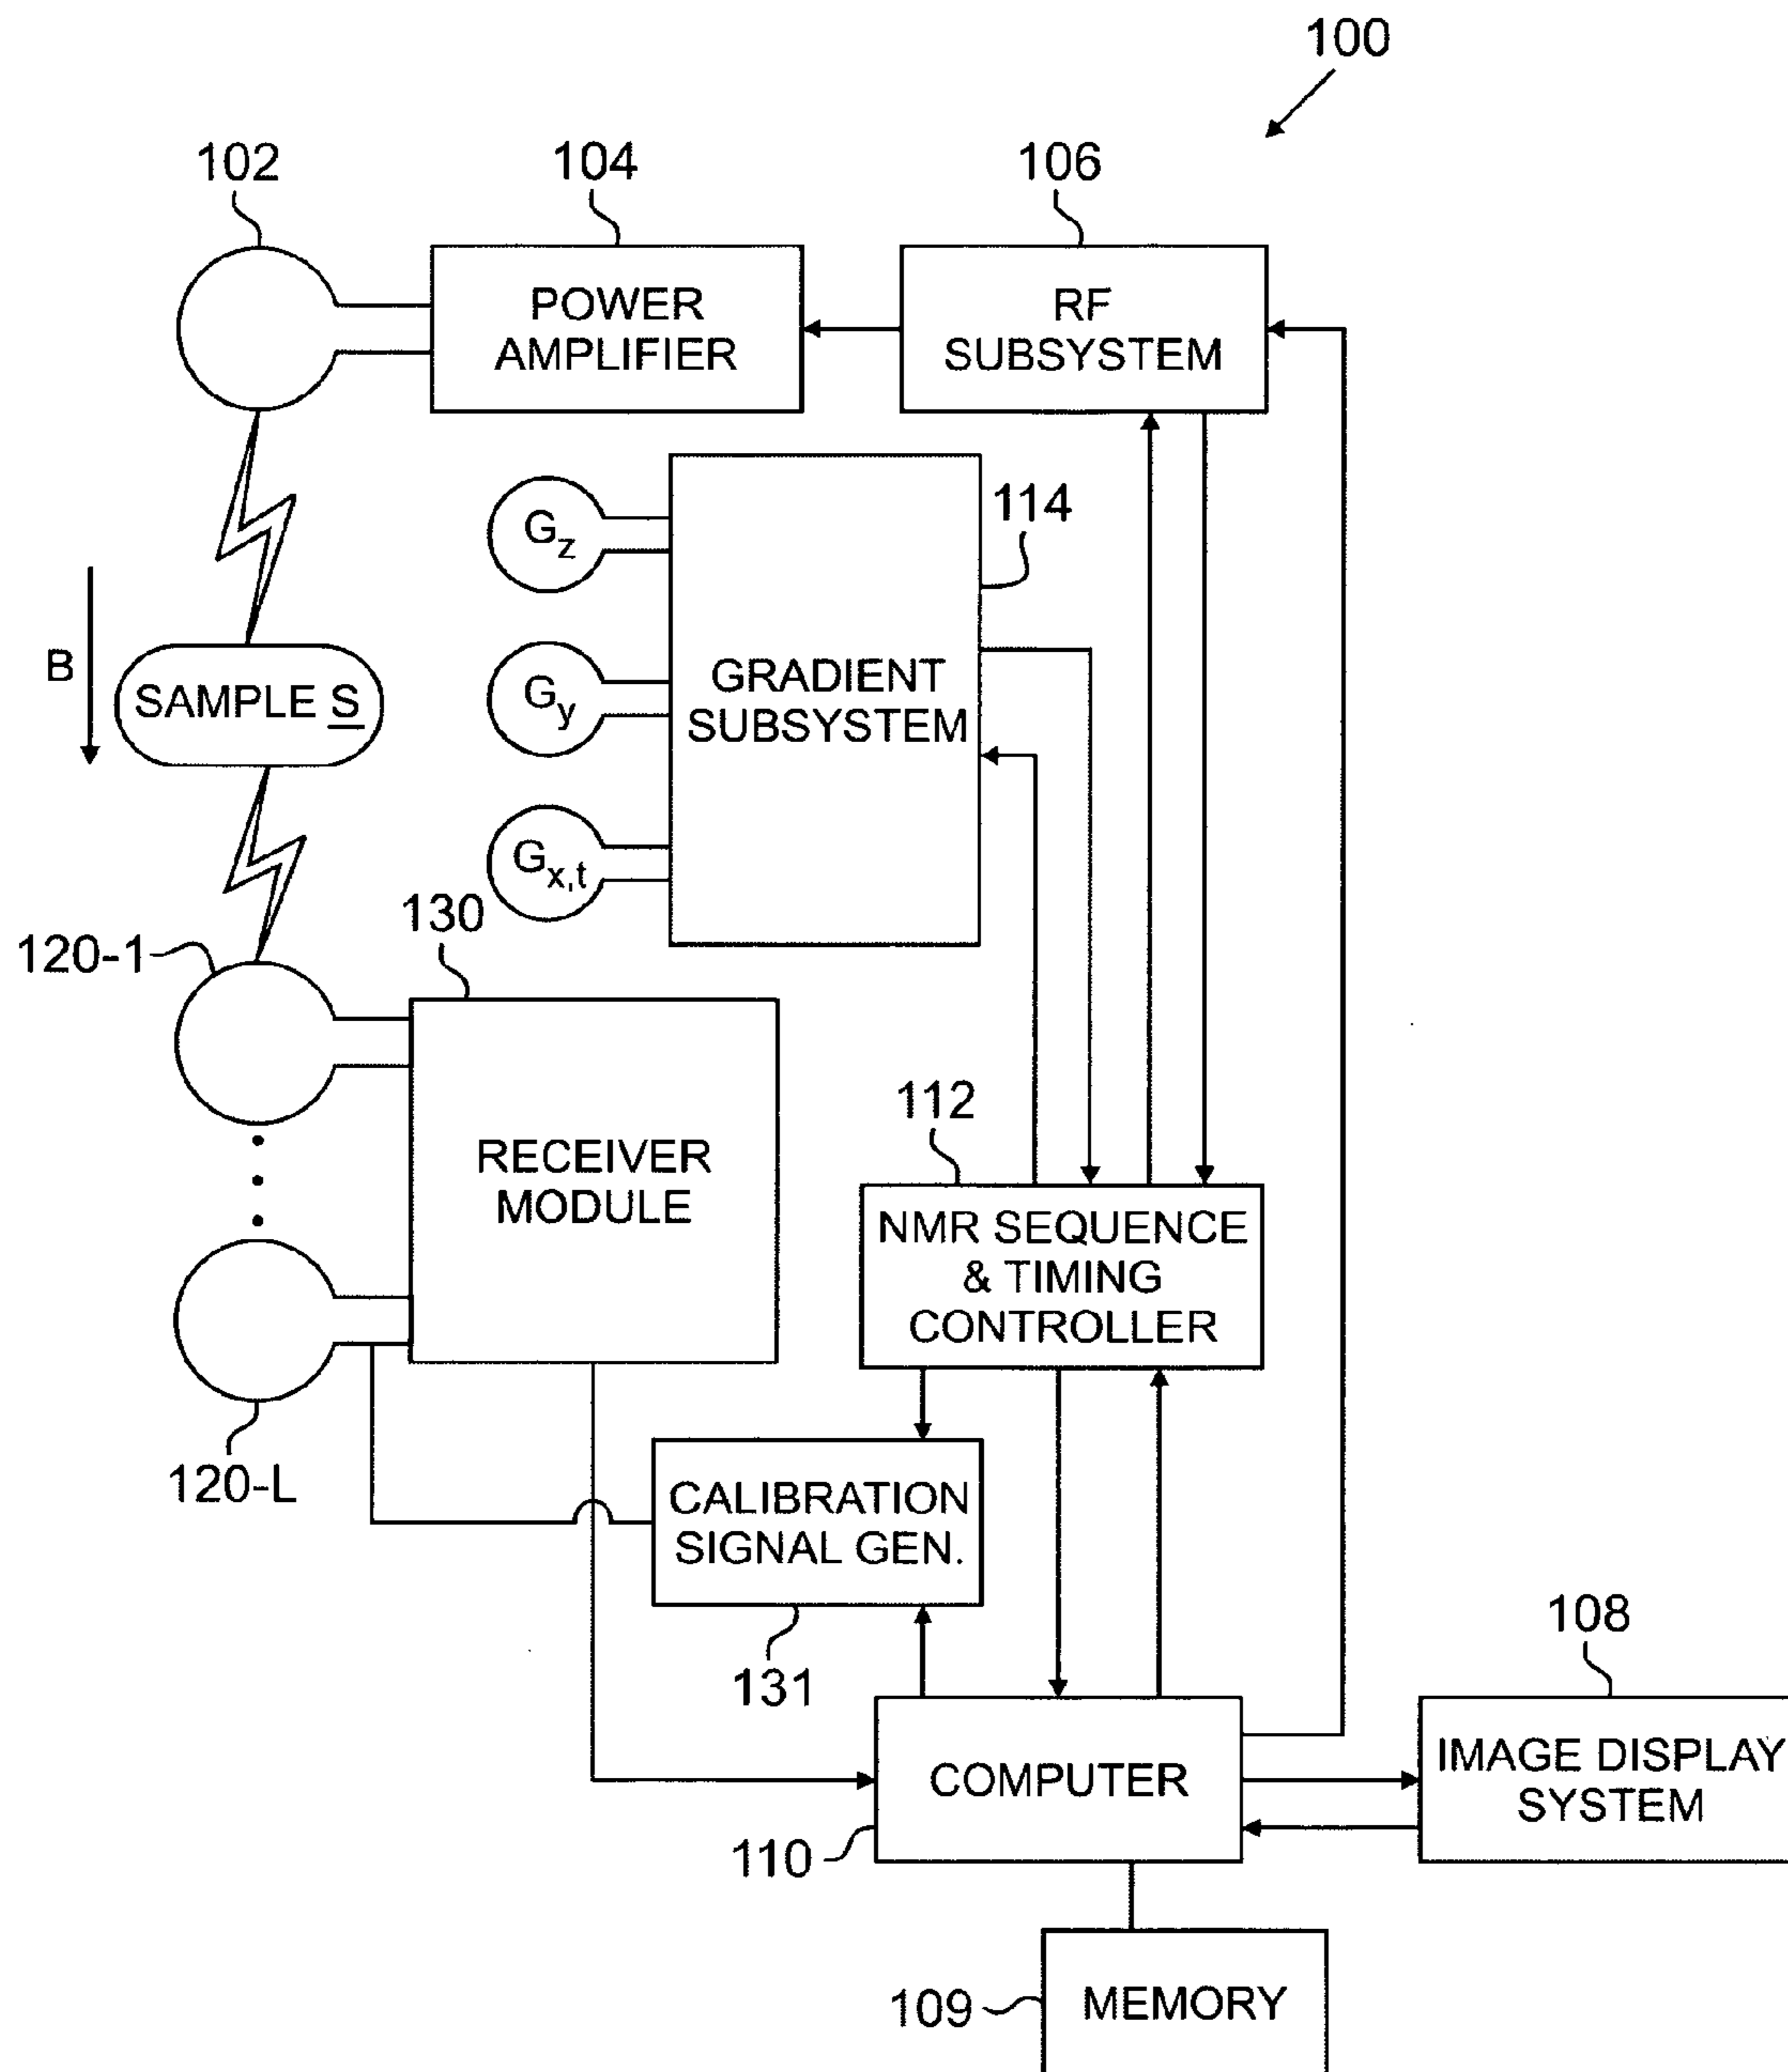 100
102
104
106
POWER
AMPLIFIER
RF
SUBSYSTEM
114
Gz
Gy
Gx,t
GRADIENT
SUBSYSTEM
B
SAMPLE S
130
120-1
RECEIVER
MODULE
112
NMR SEQUENCE
& TIMING
CONTROLLER
120-L
CALIBRATION
SIGNAL GEN.
131
108
COMPUTER
IMAGE DISPLAY
SYSTEM
110
109
MEMORY